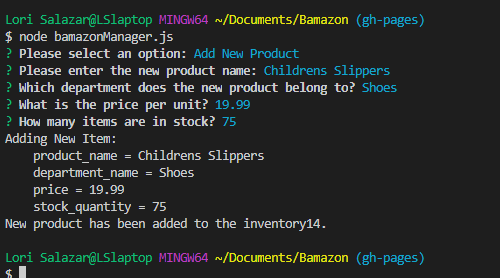 Lori Salazar@LSlaptop MINGW64 ~/Documents/Bamazon (gh-pages)
$ node bamazonManager.js
? Please select an option: Add New Product
? Please enter the new product name: Childrens Slippers
? Which department does the new product belong to? Shoes
? What is the price per unit? 19.99
? How many items are in stock? 75
Adding New Item:
    product_name = Childrens Slippers
    department_name = Shoes
    price = 19.99
    stock_quantity = 75
New product has been added to the inventory14.
Lori Salazar@LSlaptop MINGW64 ~/Documents/Bamazon (gh-pages)
$